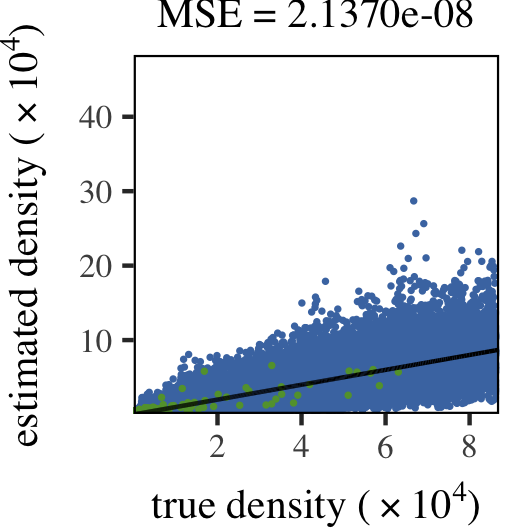 MSE = 2.1370e-08
estimated density ( × 10⁴)
40
30
20
10
2 4 6 8
true density ( × 10⁴)